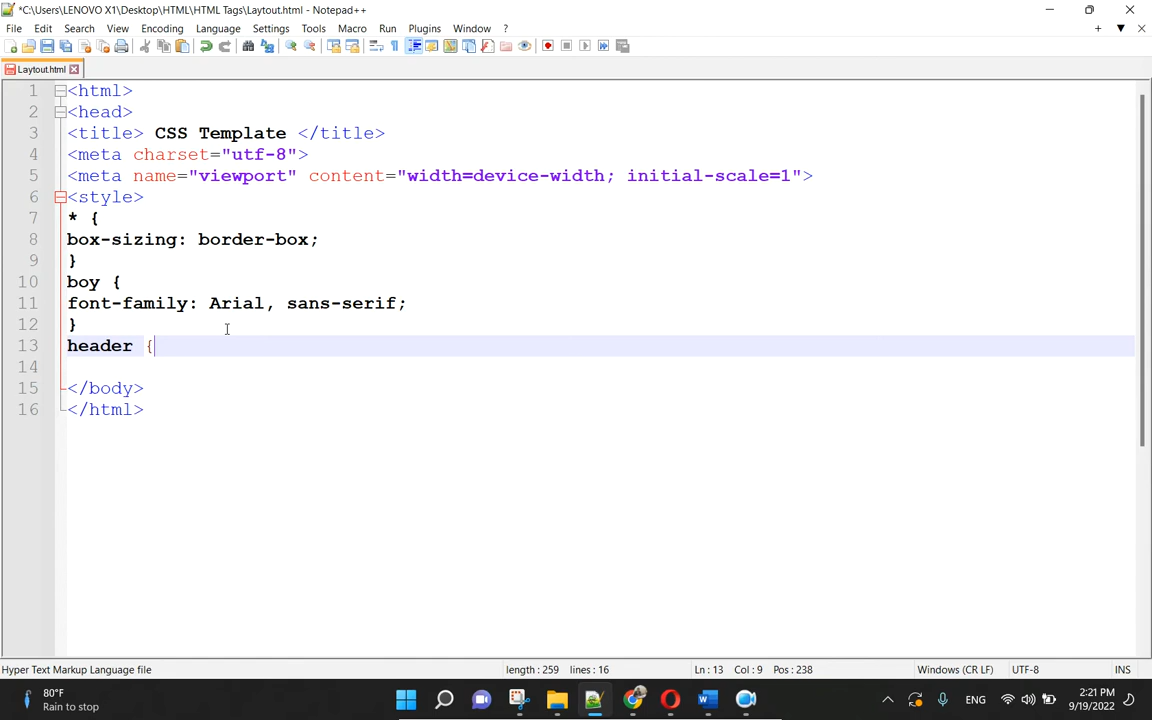 *C:\Users\LENOVO X1\Desktop\HTML\HTML Tags\Laytout.html - Notepad++
File Edit Search View Encoding Language Settings Tools Macro Run Plugins Window ?
Laytout.html
1 <html>
2 <head>
3 <title> CSS Template </title>
4 <meta charset="utf-8">
5 <meta name="viewport" content="width=device-width; initial-scale=1">
6 <style>
7 * {
8 box-sizing: border-box;
9 }
10 boy {
11 font-family: Arial, sans-serif;
12 }
13 header {
14
15 </body>
16 </html>
Hyper Text Markup Language file length : 259 lines : 16 Ln : 13 Col : 9 Pos : 238 Windows (CR LF) UTF-8 INS
80°F
Rain to stop
ENG
2:21 PM
9/19/2022